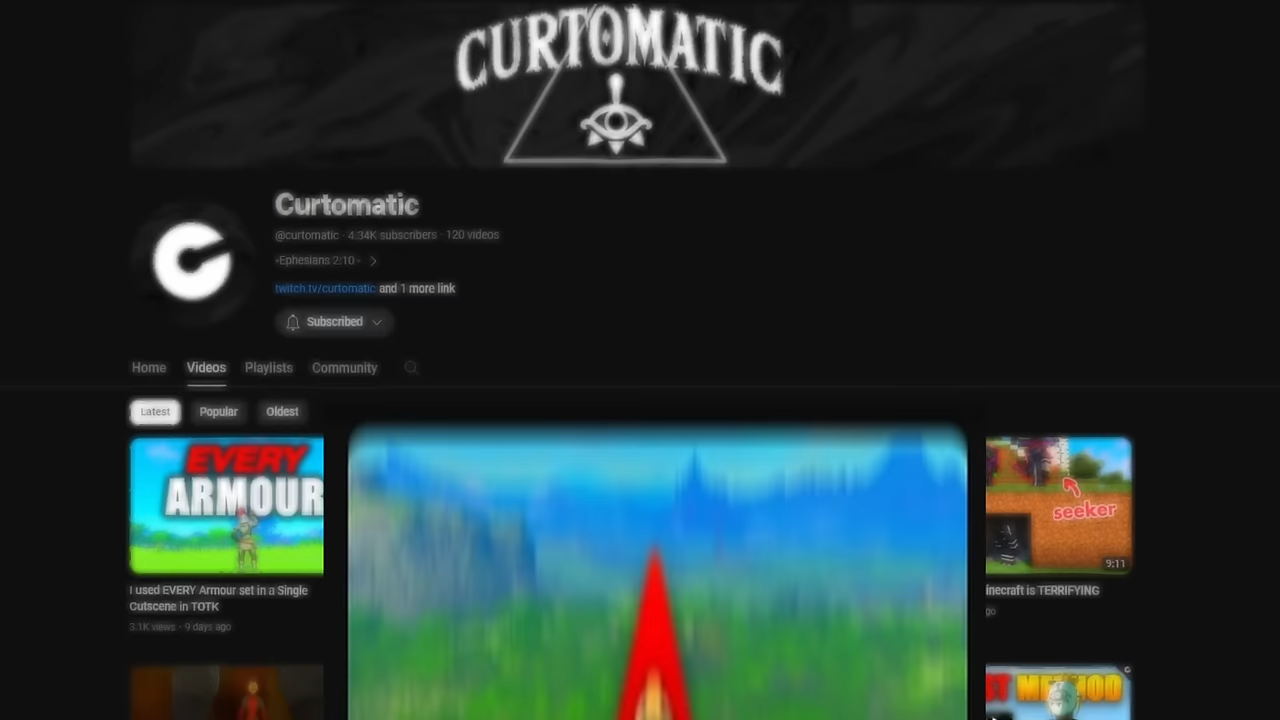 CURTOMATIC
Curtomatic
@curtomatic · 4.34K subscribers · 120 videos
-Ephesians 2:10-
twitch.tv/curtomatic and 1 more link
Subscribed
Home Videos Playlists Community
Latest Popular Oldest
EVERY
ARMOUR
I used EVERY Armour set in a Single
Cutscene in TOTK
3.1K views · 9 days ago
seeker
9:11
inecraft is TERRIFYING
go
METHOD